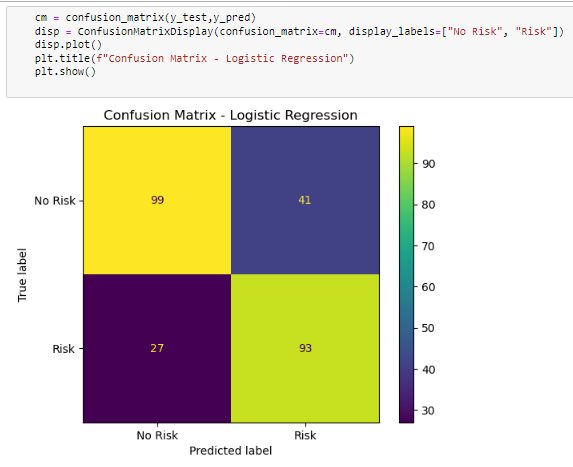 cm = confusion_matrix(y_test,y_pred)
disp = ConfusionMatrixDisplay(confusion_matrix=cm, display_labels=["No Risk", "Risk"])
disp.plot()
plt.title(f"Confusion Matrix - Logistic Regression")
plt.show()
Confusion Matrix - Logistic Regression
90
80
70
60
50
40
30
True label
No Risk
99
41
Risk
27
93
No Risk
Risk
Predicted label